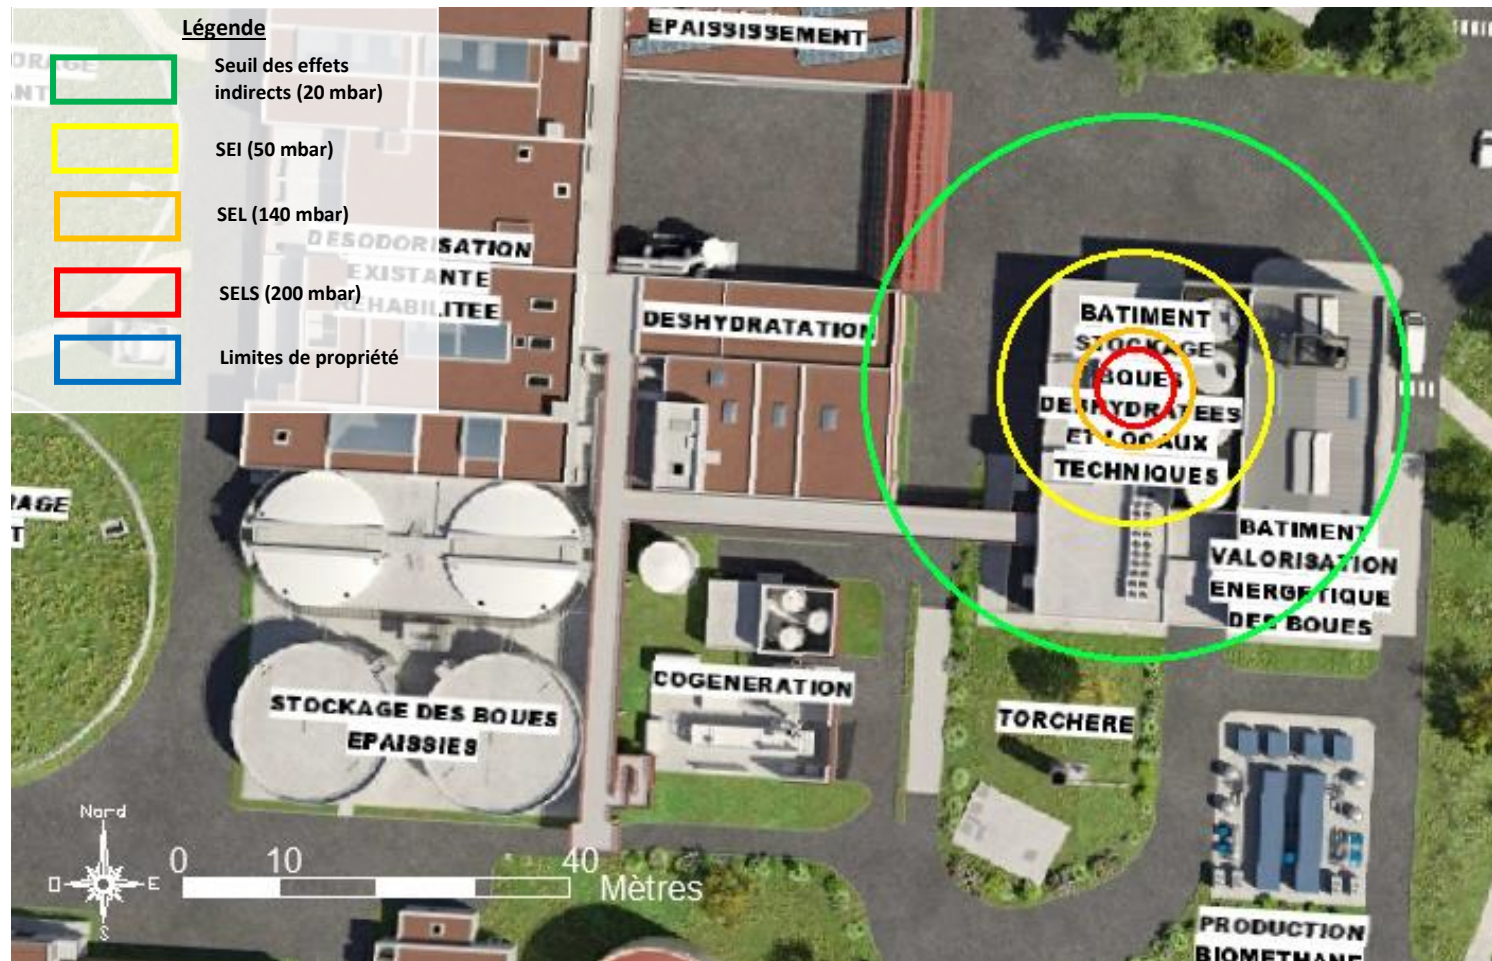 Légende
Seuil des effets
indirects (20 mbar)
SEI (50 mbar)
SEL (140 mbar)
SELS (200 mbar)
Limites de propriété
EPAISSISSEMENT
DESODORISATION
EXISTANTE
REHABILITEE
DESHYDRATATION
BATIMENT
STOCKAGE
BOUES
DESHYDRATEES
ET LOCAUX
TECHNIQUES
BATIMENT
VALORISATION
ENERGETIQUE
DES BOUES
STOCKAGE DES BOUES
EPAISSIES
COGENERATION
TORCHERE
PRODUCTION
BIOMETHANE
Nord
O
E
S
0
10
40
Mètres